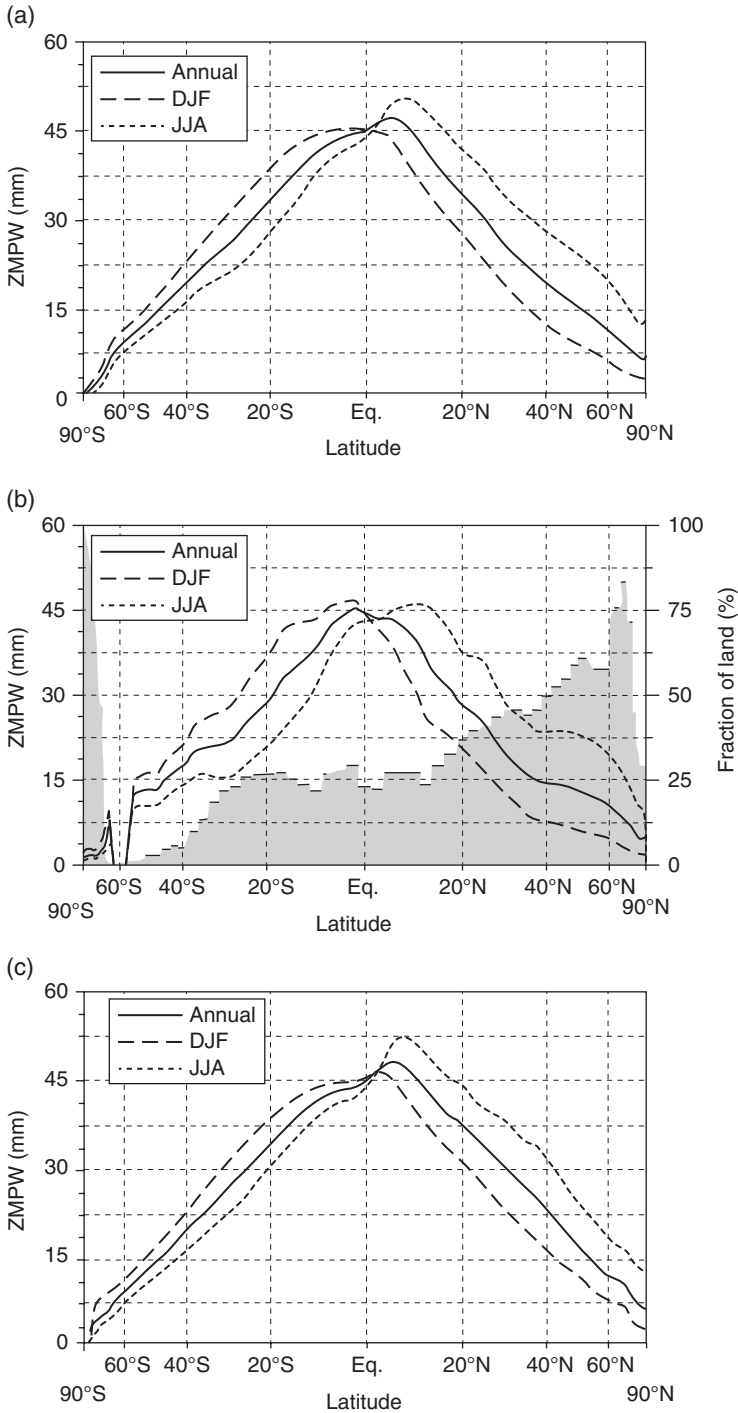 (a)
60
45
30
15
0
ZMPW (mm)
Annual
DJF
JJA
60°S 40°S 20°S Eq. 20°N 40°N 60°N
90°S 90°N
Latitude
(b)
60
45
30
15
0
ZMPW (mm)
Annual
DJF
JJA
100
75
50
25
0
Fraction of land (%)
60°S 40°S 20°S Eq. 20°N 40°N 60°N
90°S 90°N
Latitude
(c)
60
45
30
15
0
ZMPW (mm)
Annual
DJF
JJA
60°S 40°S 20°S Eq. 20°N 40°N 60°N
90°S 90°N
Latitude